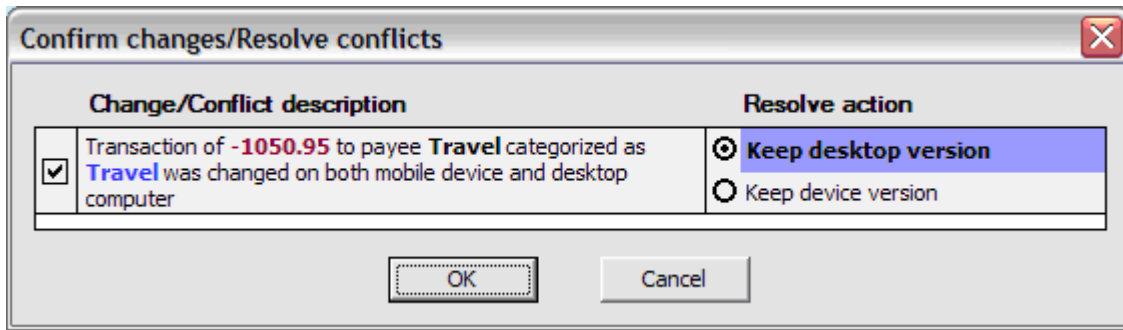 Confirm changes/Resolve conflicts
Change/Conflict description
Resolve action
Transaction of -1050.95 to payee Travel categorized as
Travel was changed on both mobile device and desktop
computer
Keep desktop version
Keep device version
OK
Cancel